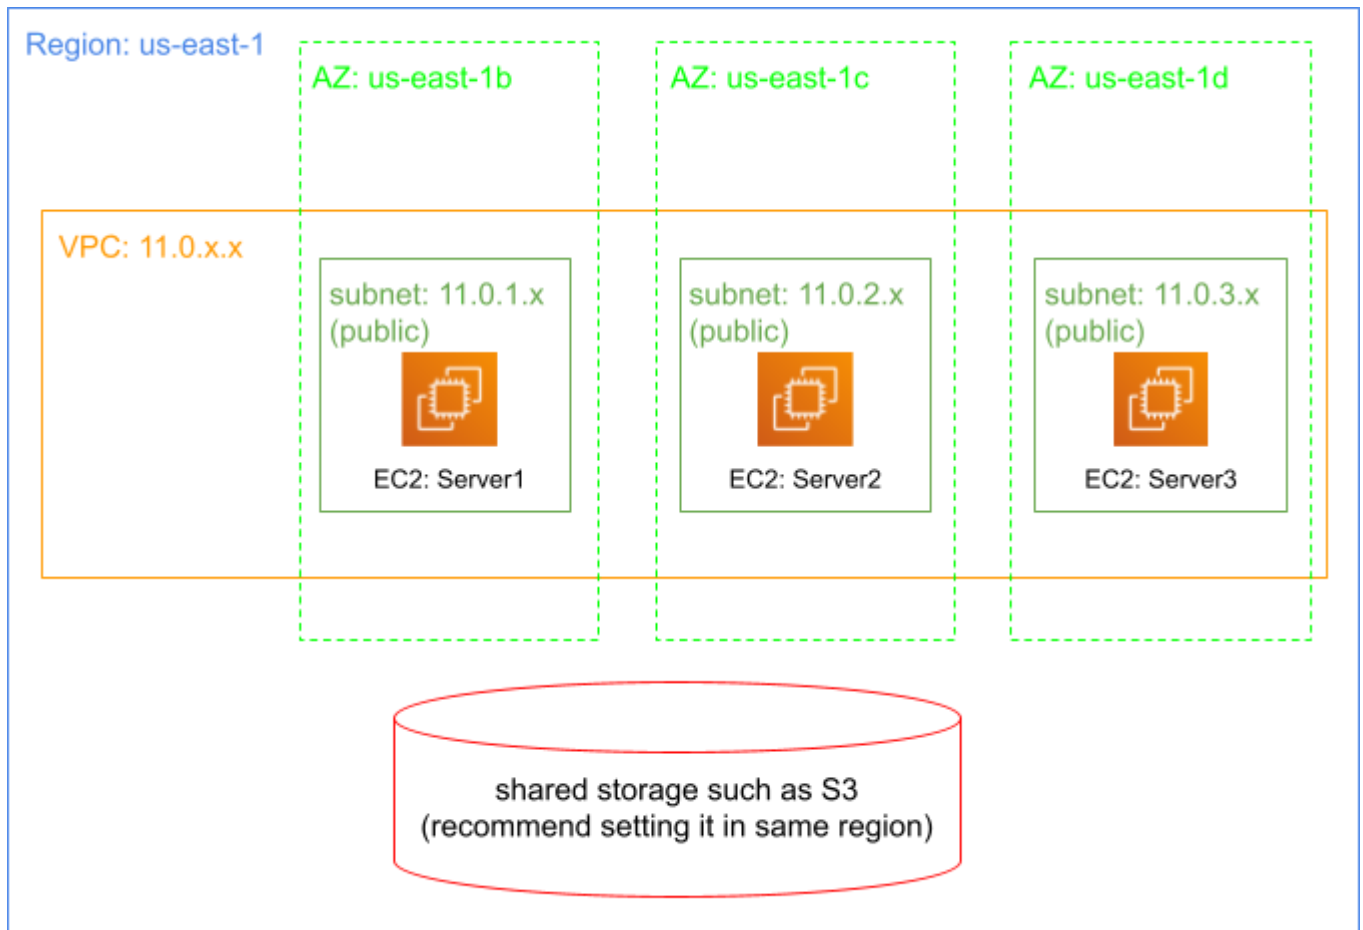 Region: us-east-1
AZ: us-east-1b
AZ: us-east-1c
AZ: us-east-1d
VPC: 11.0.x.x
subnet: 11.0.1.x
(public)
EC2: Server1
subnet: 11.0.2.x
(public)
EC2: Server2
subnet: 11.0.3.x
(public)
EC2: Server3
shared storage such as S3
(recommend setting it in same region)